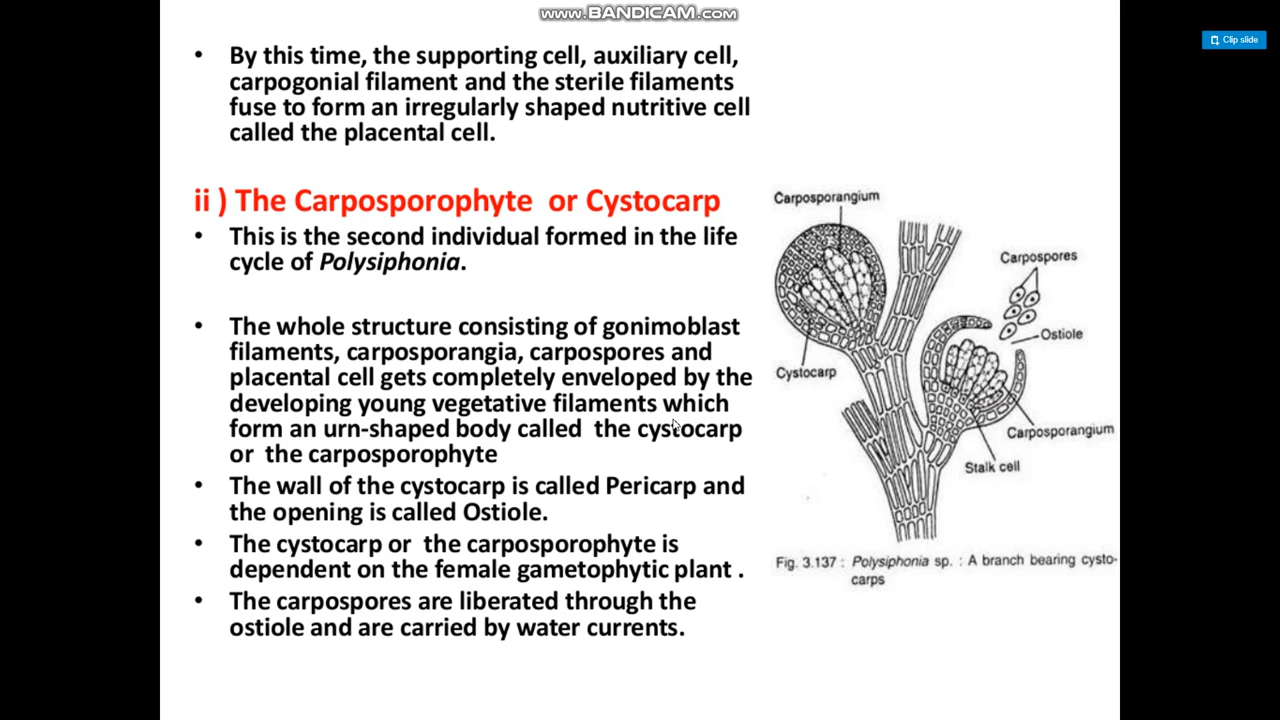 www.BANDICAM.com
Clip slide
• By this time, the supporting cell, auxiliary cell,
carpogonial filament and the sterile filaments
fuse to form an irregularly shaped nutritive cell
called the placental cell.
ii ) The Carposporophyte or Cystocarp
• This is the second individual formed in the life
cycle of Polysiphonia.
• The whole structure consisting of gonimoblast
filaments, carposporangia, carpospores and
placental cell gets completely enveloped by the
developing young vegetative filaments which
form an urn-shaped body called the cystocarp
or the carposporophyte
• The wall of the cystocarp is called Pericarp and
the opening is called Ostiole.
• The cystocarp or the carposporophyte is
dependent on the female gametophytic plant .
• The carpospores are liberated through the
ostiole and are carried by water currents.
Carposporangium
Carpospores
Ostiole
Cystocarp
Carposporangium
Stalk cell
Fig. 3.137 : Polysiphonia sp. : A branch bearing cysto-
carps